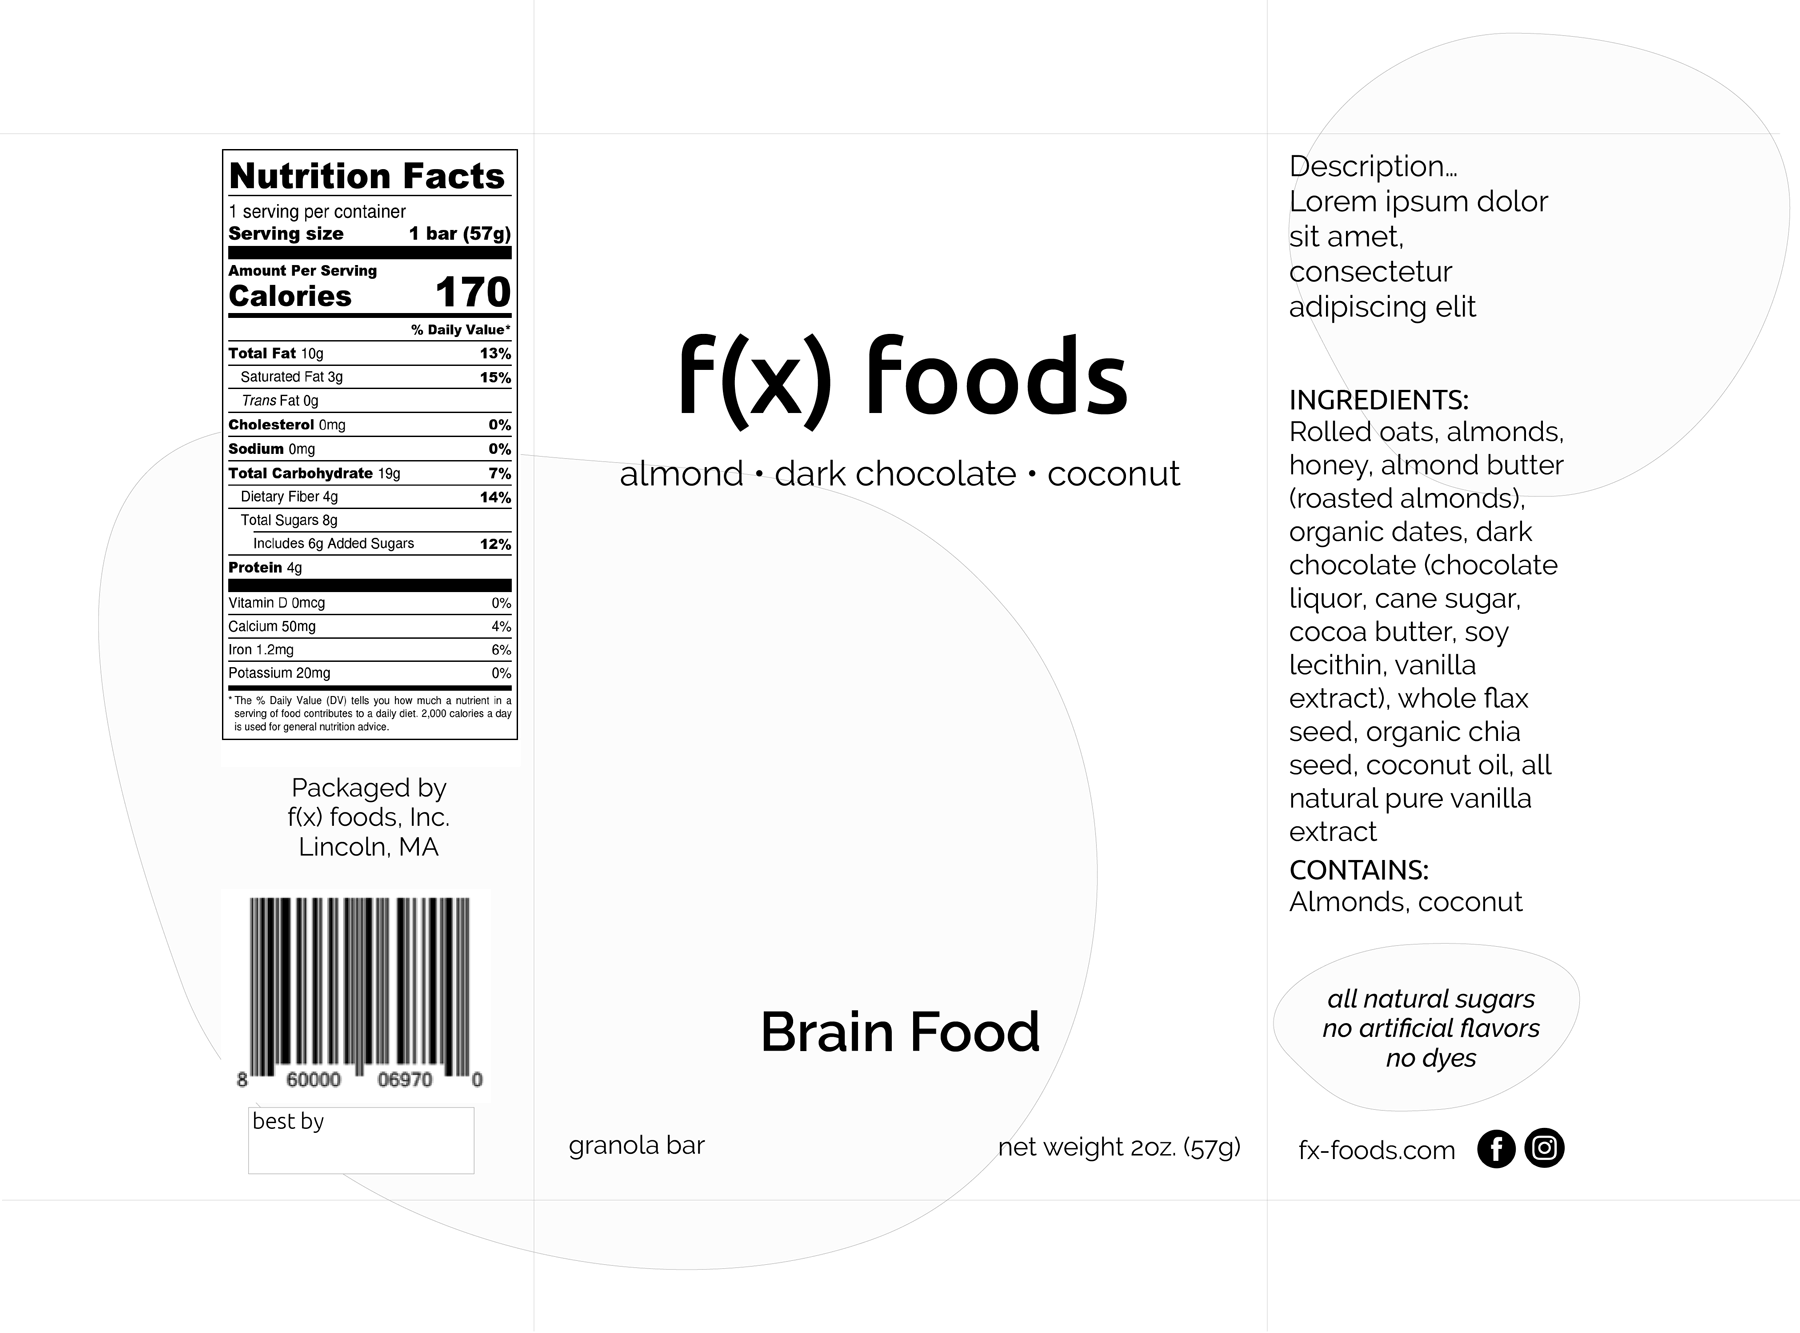 Nutrition Facts
1 serving per container
Serving size 1 bar (57g)
Amount Per Serving
Calories 170
% Daily Value*
Total Fat 10g 13%
Saturated Fat 3g 15%
Trans Fat 0g
Cholesterol 0mg 0%
Sodium 0mg 0%
Total Carbohydrate 19g 7%
Dietary Fiber 4g 14%
Total Sugars 8g
Includes 6g Added Sugars 12%
Protein 4g
Vitamin D 0mcg 0%
Calcium 50mg 4%
Iron 1.2mg 6%
Potassium 20mg 0%
* The % Daily Value (DV) tells you how much a nutrient in a
serving of food contributes to a daily diet. 2,000 calories a day
is used for general nutrition advice.
Packaged by
f(x) foods, Inc.
Lincoln, MA
8 60000 06970 0
best by
f(x) foods
almond • dark chocolate • coconut
Brain Food
granola bar
net weight 2oz. (57g)
Description...
Lorem ipsum dolor
sit amet,
consectetur
adipiscing elit
INGREDIENTS:
Rolled oats, almonds,
honey, almond butter
(roasted almonds),
organic dates, dark
chocolate (chocolate
liquor, cane sugar,
cocoa butter, soy
lecithin, vanilla
extract), whole flax
seed, organic chia
seed, coconut oil, all
natural pure vanilla
extract
CONTAINS:
Almonds, coconut
all natural sugars
no artificial flavors
no dyes
fx-foods.com